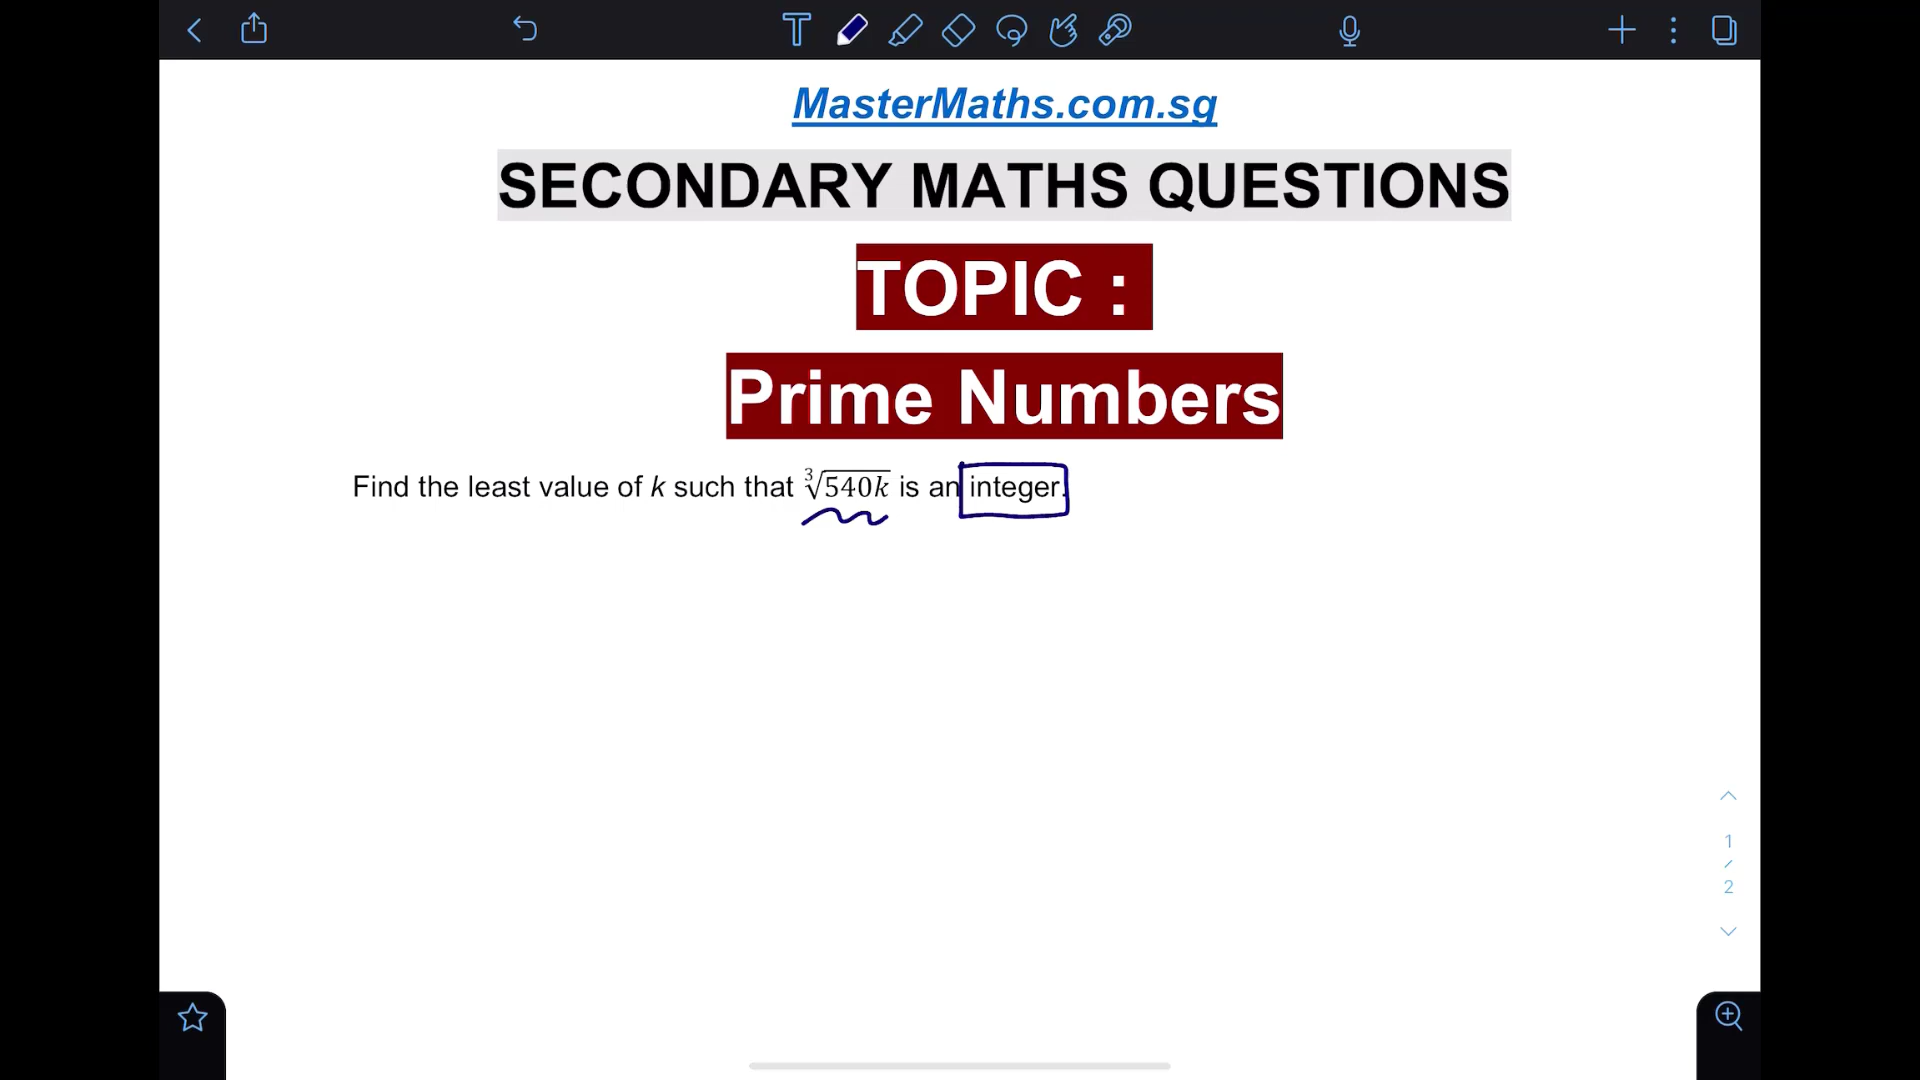 MasterMaths.com.sg
SECONDARY MATHS QUESTIONS
TOPIC :
Prime Numbers
Find the least value of k such that ∛540k is an integer.
1
/
2